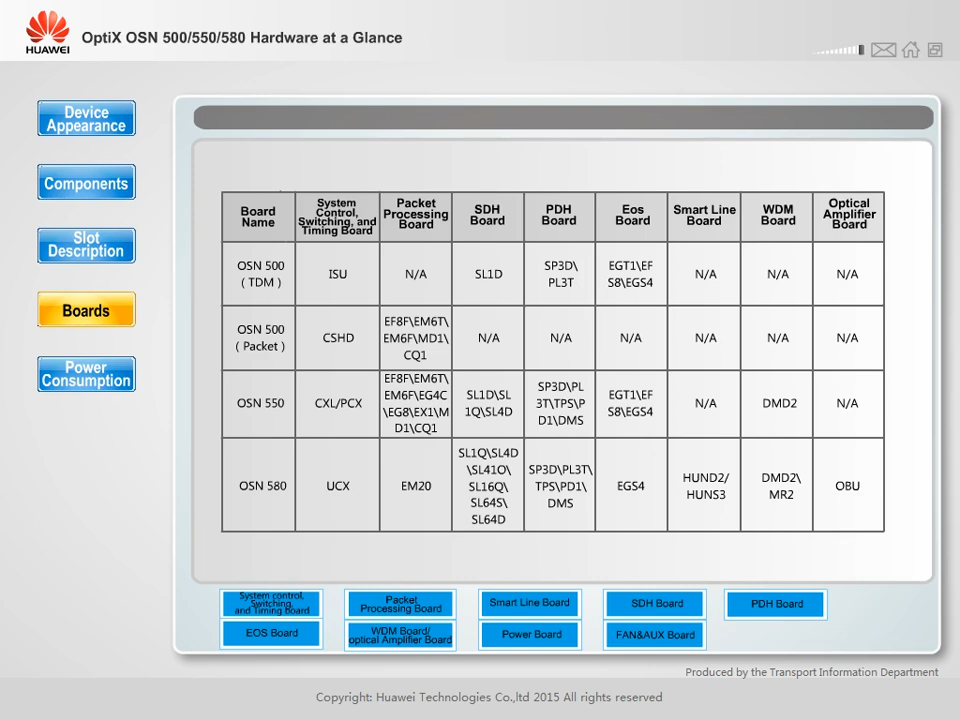 HUAWEI
OptiX OSN 500/550/580 Hardware at a Glance
Device
Appearance
Components
Slot
Description
Boards
Power
Consumption
Board
Name
System
Control,
Switching, and
Timing Board
Packet
Processing
Board
SDH
Board
PDH
Board
Eos
Board
Smart Line
Board
WDM
Board
Optical
Amplifier
Board
OSN 500
( TDM )
ISU
N/A
SL1D
SP3D\
PL3T
EGT1\EF
S8\EGS4
N/A
N/A
N/A
OSN 500
( Packet )
CSHD
EF8F\EM6T\
EM6F\MD1\
CQ1
N/A
N/A
N/A
N/A
N/A
N/A
OSN 550
CXL/PCX
EF8F\EM6T\
EM6F\EG4C
\EG8\EX1\M
D1\CQ1
SL1D\SL
1Q\SL4D
SP3D\PL
3T\TPS\P
D1\DMS
EGT1\EF
S8\EGS4
N/A
DMD2
N/A
OSN 580
UCX
EM20
SL1Q\SL4D
\SL41O\
SL16Q\
SL64S\
SL64D
SP3D\PL3T\
TPS\PD1\
DMS
EGS4
HUND2/
HUNS3
DMD2\
MR2
OBU
System control,
Switching,
and Timing Board
Packet
Processing Board
Smart Line Board
SDH Board
PDH Board
EOS Board
WDM Board/
optical Amplifier Board
Power Board
FAN&AUX Board
Produced by the Transport Information Department
Copyright: Huawei Technologies Co.,ltd 2015 All rights reserved